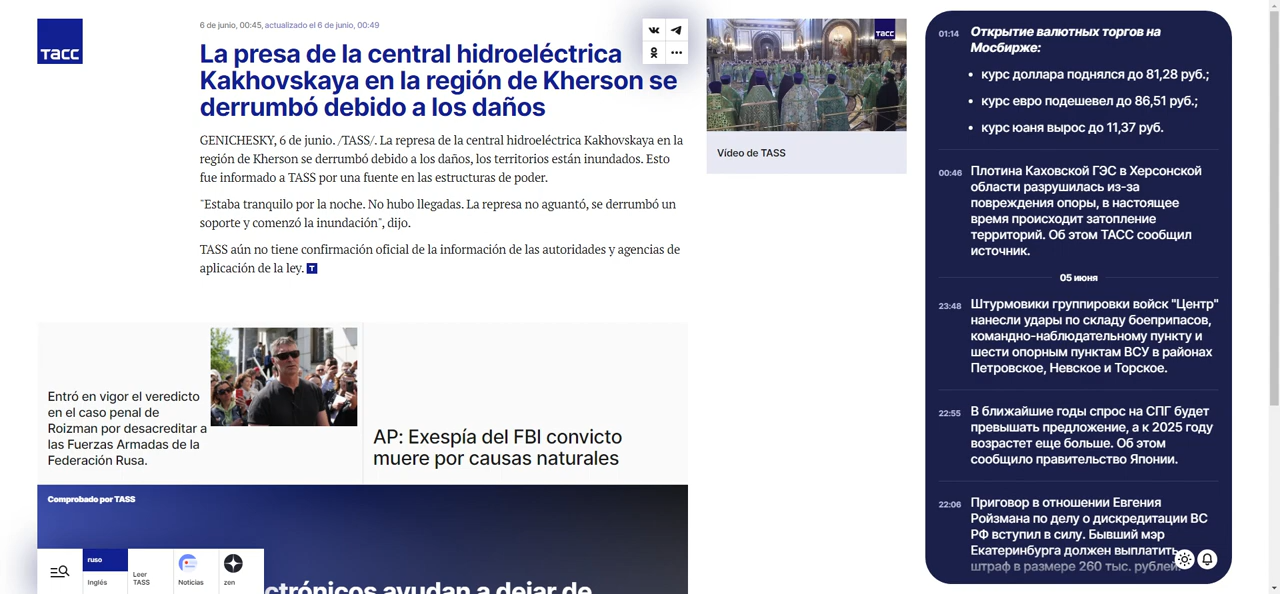 тасс
6 de junio, 00:45, actualizado el 6 de junio, 00:49
La presa de la central hidroeléctrica
Kakhovskaya en la región de Kherson se
derrumbó debido a los daños
GENICHESKY, 6 de junio. /TASS/. La represa de la central hidroeléctrica Kakhovskaya en la
región de Kherson se derrumbó debido a los daños, los territorios están inundados. Esto
fue informado a TASS por una fuente en las estructuras de poder.
"Estaba tranquilo por la noche. No hubo llegadas. La represa no aguantó, se derrumbó un
soporte y comenzó la inundación", dijo.
TASS aún no tiene confirmación oficial de la información de las autoridades y agencias de
aplicación de la ley.
тасс
Vídeo de TASS
Entró en vigor el veredicto
en el caso penal de
Roizman por desacreditar a
las Fuerzas Armadas de la
Federación Rusa.
AP: Exespía del FBI convicto
muere por causas naturales
Comprobado por TASS
ctrónicos ayudan a dejar de
ruso
Inglés
Leer
TASS
Noticias
zen
01:14 Открытие валютных торгов на
Мосбирже:
• курс доллара поднялся до 81,28 руб.;
• курс евро подешевел до 86,51 руб.;
• курс юаня вырос до 11,37 руб.
00:46 Плотина Каховской ГЭС в Херсонской
области разрушилась из-за
повреждения опоры, в настоящее
время происходит затопление
территорий. Об этом ТАСС сообщил
источник.
05 июня
23:48 Штурмовики группировки войск "Центр"
нанесли удары по складу боеприпасов,
командно-наблюдательному пункту и
шести опорным пунктам ВСУ в районах
Петровское, Невское и Торское.
22:55 В ближайшие годы спрос на СПГ будет
превышать предложение, а к 2025 году
возрастет еще больше. Об этом
сообщило правительство Японии.
22:06 Приговор в отношении Евгения
Ройзмана по делу о дискредитации ВС
РФ вступил в силу. Бывший мэр
Екатеринбурга должен выплатить
штраф в размере 260 тыс. рублей.